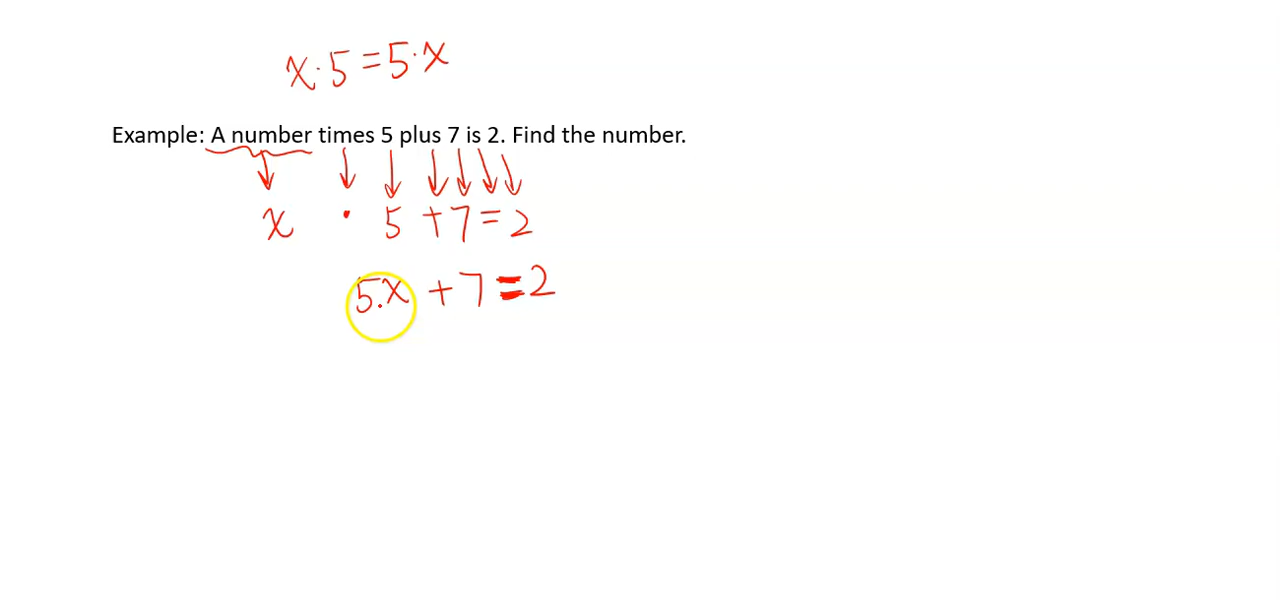 x·5=5·x
Example: A number times 5 plus 7 is 2. Find the number.
x · 5 +7=2
5.x +7=2